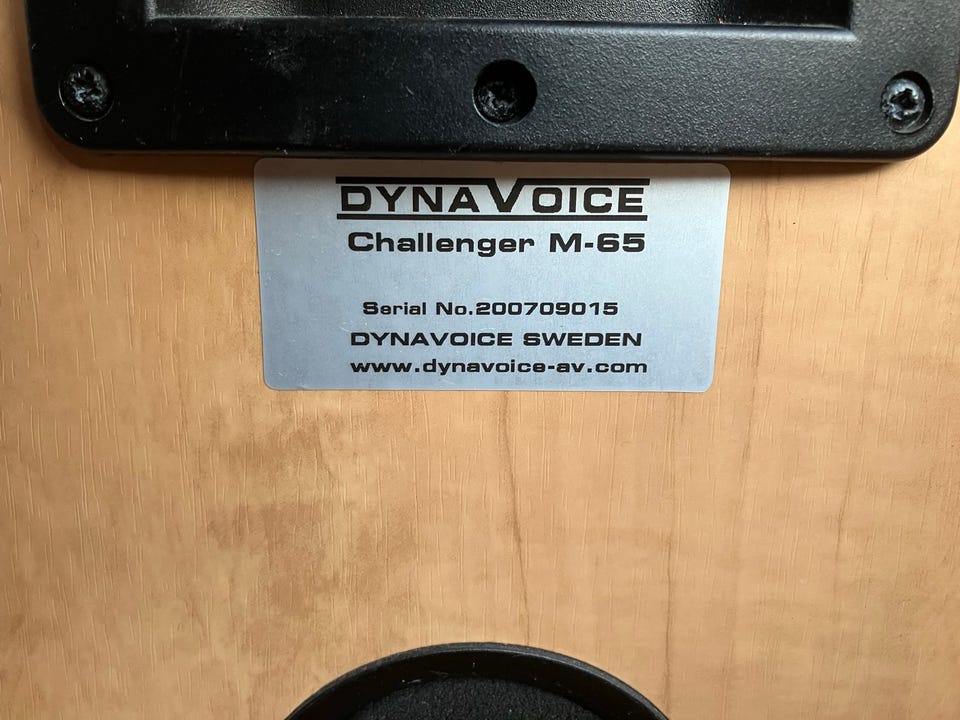 DYNAVOICE
Challenger M-65
Serial No.200709015
DYNAVOICE SWEDEN
www.dynavoice-av.com